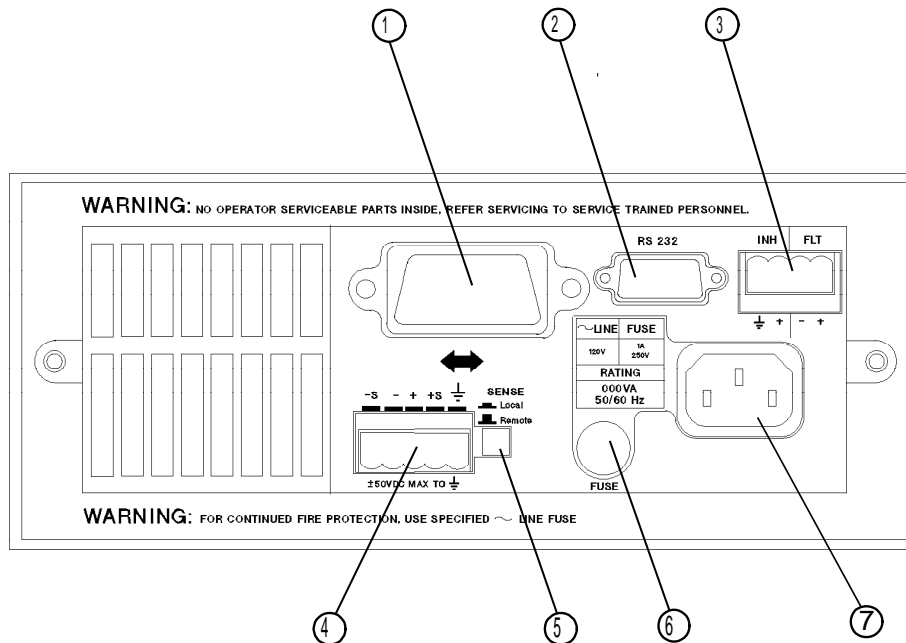 1 2 3
WARNING: NO OPERATOR SERVICEABLE PARTS INSIDE, REFER SERVICING TO SERVICE TRAINED PERSONNEL.
RS 232
INH FLT
⏚ + - +
~LINE FUSE
120V 1A 250V
RATING
000VA
50/60 Hz
-S - + +S ⏚
SENSE
Local
Remote
±50VDC MAX TO ⏚
FUSE
WARNING: FOR CONTINUED FIRE PROTECTION, USE SPECIFIED ~ LINE FUSE
4 5 6 7